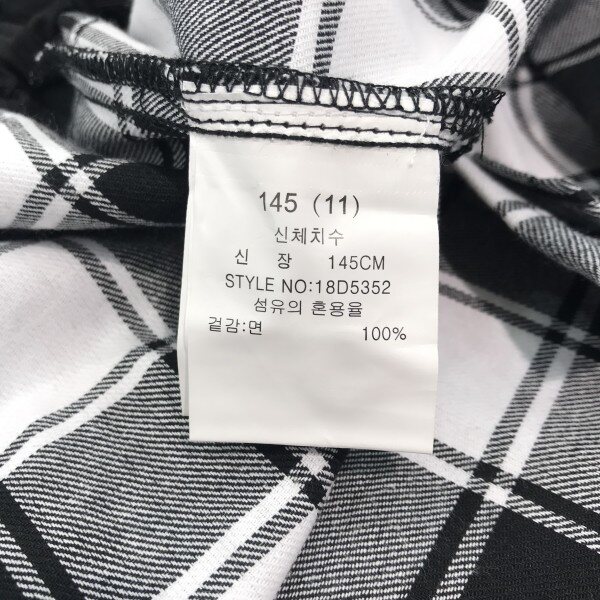 145 (11)
신체치수
신 장 145CM
STYLE NO:18D5352
섬유의 혼용율
겉감:면 100%